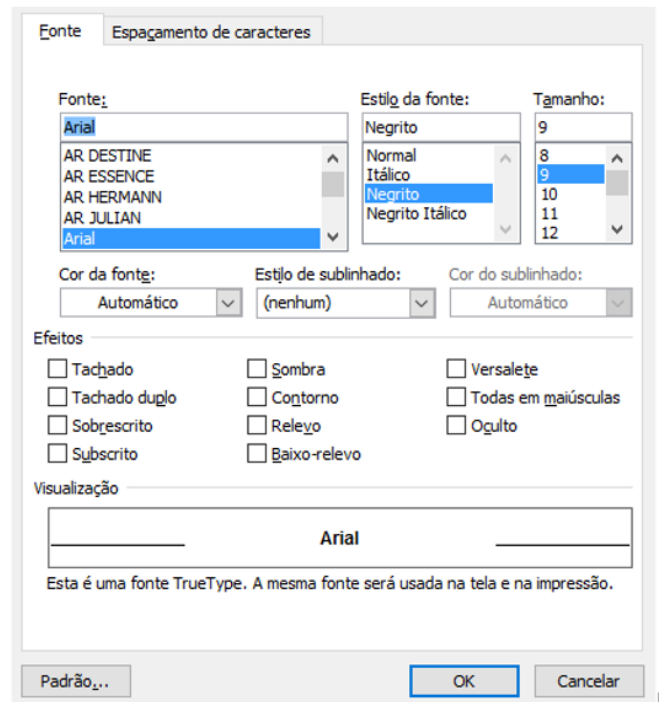 Fonte Espaçamento de caracteres
Fonte: Estilo da fonte: Tamanho:
Arial Negrito 9
AR DESTINE Normal 8
AR ESSENCE Itálico 9
AR HERMANN Negrito 10
AR JULIAN Negrito Itálico 11
Arial 12
Cor da fonte: Estilo de sublinhado: Cor do sublinhado:
Automático (nenhum) Automático
Efeitos
Tachado Sombra Versalete
Tachado duplo Contorno Todas em maiúsculas
Sobrescrito Relevo Oculto
Subscrito Baixo-relevo
Visualização
Arial
Esta é uma fonte TrueType. A mesma fonte será usada na tela e na impressão.
Padrão... OK Cancelar